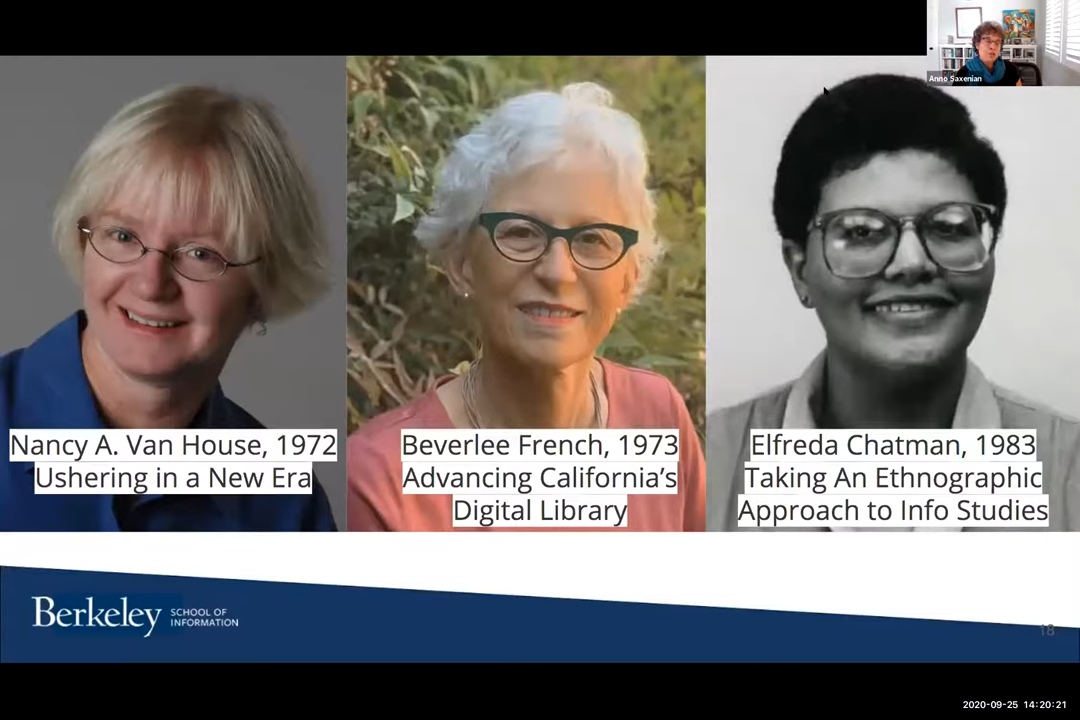 Anno Saxenian
Nancy A. Van House, 1972
Ushering in a New Era
Beverlee French, 1973
Advancing California's
Digital Library
Elfreda Chatman, 1983
Taking An Ethnographic
Approach to Info Studies
Berkeley
SCHOOL OF
INFORMATION
18
2020-09-25 14:20:21